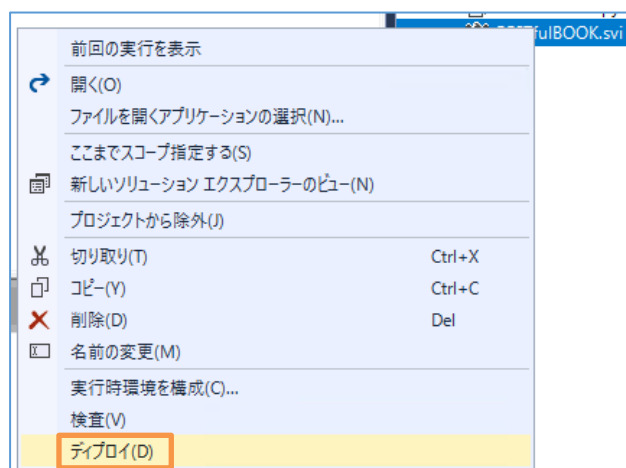 fulBOOK.svi
前回の実行を表示
開く(O)
ファイルを開くアプリケーションの選択(N)...
ここまでスコープ指定する(S)
新しいソリューション エクスプローラーのビュー(N)
プロジェクトから除外(J)
切り取り(T) Ctrl+X
コピー(Y) Ctrl+C
削除(D) Del
名前の変更(M)
実行時環境を構成(C)...
検査(V)
ディプロイ(D)